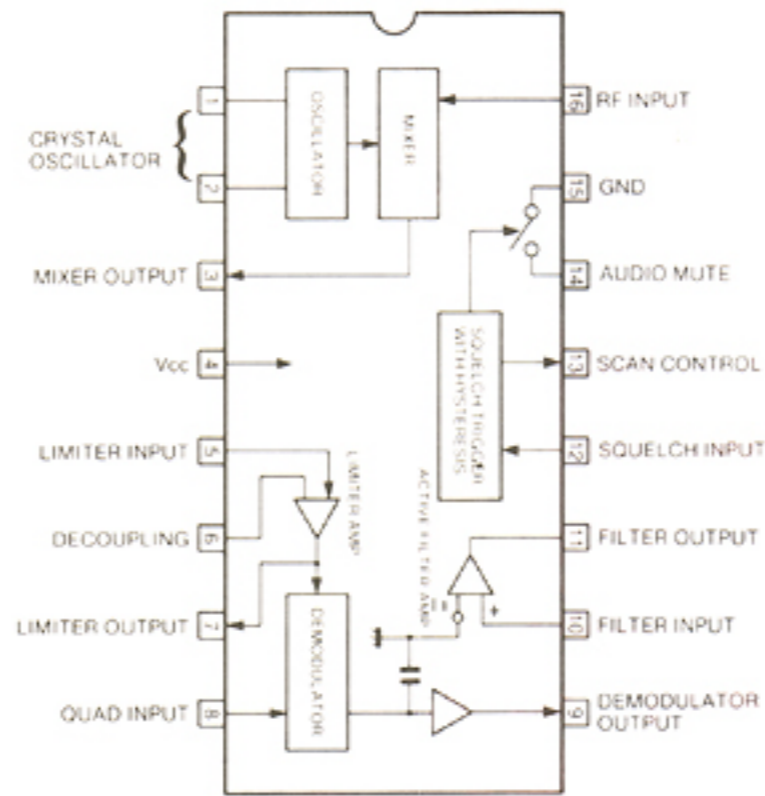 1
CRYSTAL
OSCILLATOR
2
MIXER OUTPUT
3
Vcc
4
LIMITER INPUT
5
DECOUPLING
6
LIMITER OUTPUT
7
QUAD INPUT
8
OSCILLATOR
MIXER
LIMITER AMP
DEMODULATOR
ACTIVE FILTER AMP
SQUELCH TRIGGER
WITH HYSTERESIS
+
16
RF INPUT
15
GND
14
AUDIO MUTE
13
SCAN CONTROL
12
SQUELCH INPUT
11
FILTER OUTPUT
10
FILTER INPUT
9
DEMODULATOR
OUTPUT